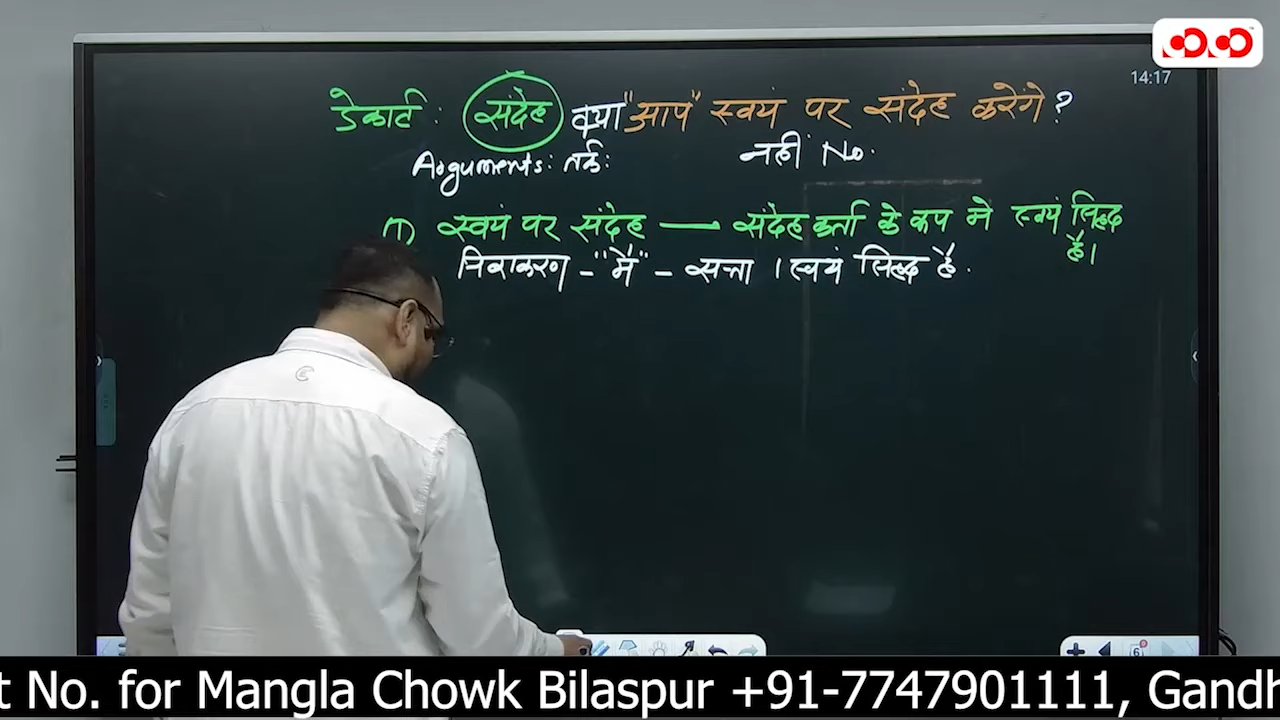 14:17
डेकार्ट : संदेह क्या "आप" स्वयं पर संदेह करेंगे ?
Arguments: तर्क: नहीं No.
(1) स्वयं पर संदेह — संदेह कर्ता के रूप में स्वयं सिद्ध है।
निराकरण - "मैं" - सत्ता । स्वयं सिद्ध है.
t No. for Mangla Chowk Bilaspur +91-7747901111, Gandh